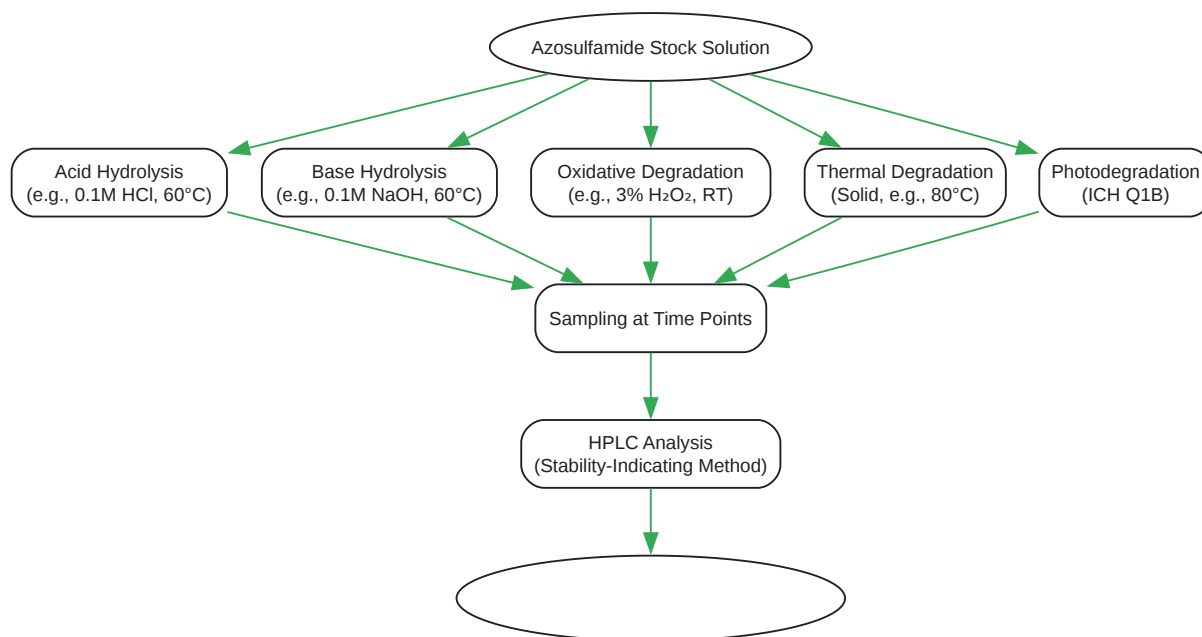 Azosulfamide Stock Solution
Acid Hydrolysis
(e.g., 0.1M HCl, 60°C)
Base Hydrolysis
(e.g., 0.1M NaOH, 60°C)
Oxidative Degradation
(e.g., 3% H₂O₂, RT)
Thermal Degradation
(Solid, e.g., 80°C)
Photodegradation
(ICH Q1B)
Sampling at Time Points
HPLC Analysis
(Stability-Indicating Method)